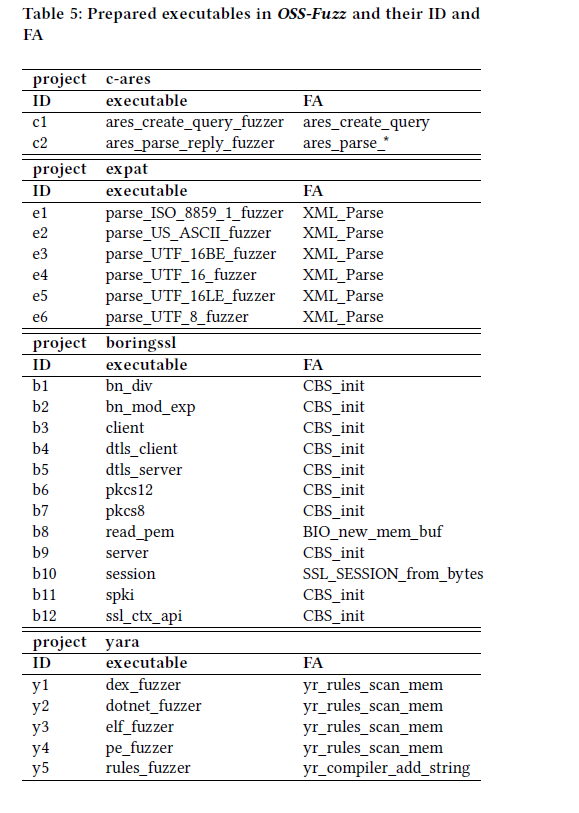 Table 5: Prepared executables in OSS-Fuzz and their ID and
FA
project c-ares
ID executable FA
c1 ares_create_query_fuzzer ares_create_query
c2 ares_parse_reply_fuzzer ares_parse_*
project expat
ID executable FA
e1 parse_ISO_8859_1_fuzzer XML_Parse
e2 parse_US_ASCII_fuzzer XML_Parse
e3 parse_UTF_16BE_fuzzer XML_Parse
e4 parse_UTF_16_fuzzer XML_Parse
e5 parse_UTF_16LE_fuzzer XML_Parse
e6 parse_UTF_8_fuzzer XML_Parse
project boringssl
ID executable FA
b1 bn_div CBS_init
b2 bn_mod_exp CBS_init
b3 client CBS_init
b4 dtls_client CBS_init
b5 dtls_server CBS_init
b6 pkcs12 CBS_init
b7 pkcs8 CBS_init
b8 read_pem BIO_new_mem_buf
b9 server CBS_init
b10 session SSL_SESSION_from_bytes
b11 spki CBS_init
b12 ssl_ctx_api CBS_init
project yara
ID executable FA
y1 dex_fuzzer yr_rules_scan_mem
y2 dotnet_fuzzer yr_rules_scan_mem
y3 elf_fuzzer yr_rules_scan_mem
y4 pe_fuzzer yr_rules_scan_mem
y5 rules_fuzzer yr_compiler_add_string